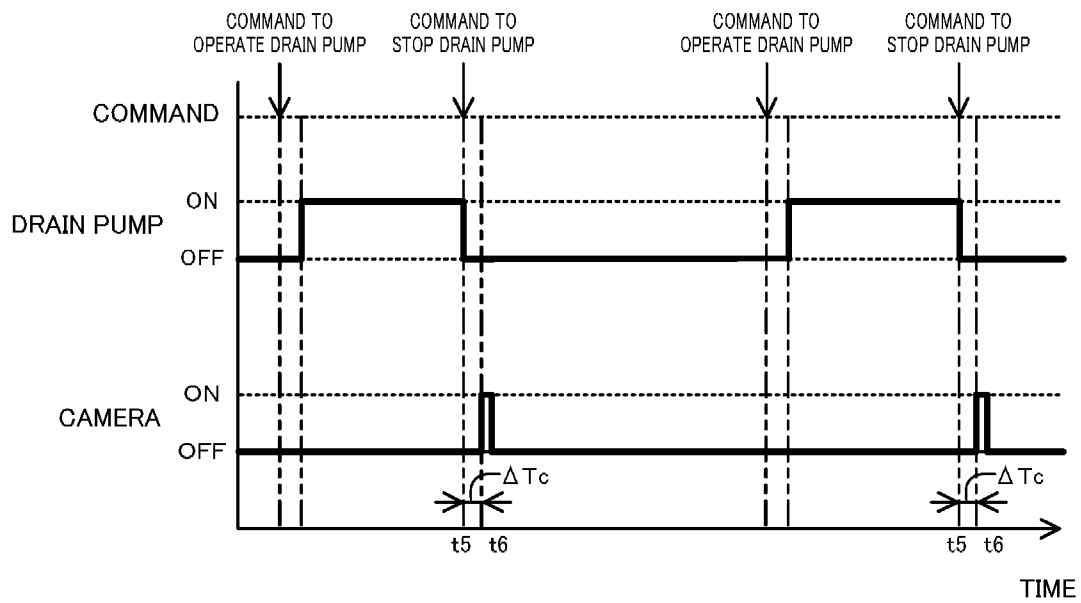 COMMAND TO
OPERATE DRAIN PUMP
COMMAND TO
STOP DRAIN PUMP
COMMAND TO
OPERATE DRAIN PUMP
COMMAND TO
STOP DRAIN PUMP
COMMAND
ON
DRAIN PUMP
OFF
ON
CAMERA
OFF
ΔTc
ΔTc
t5 t6
t5 t6
TIME